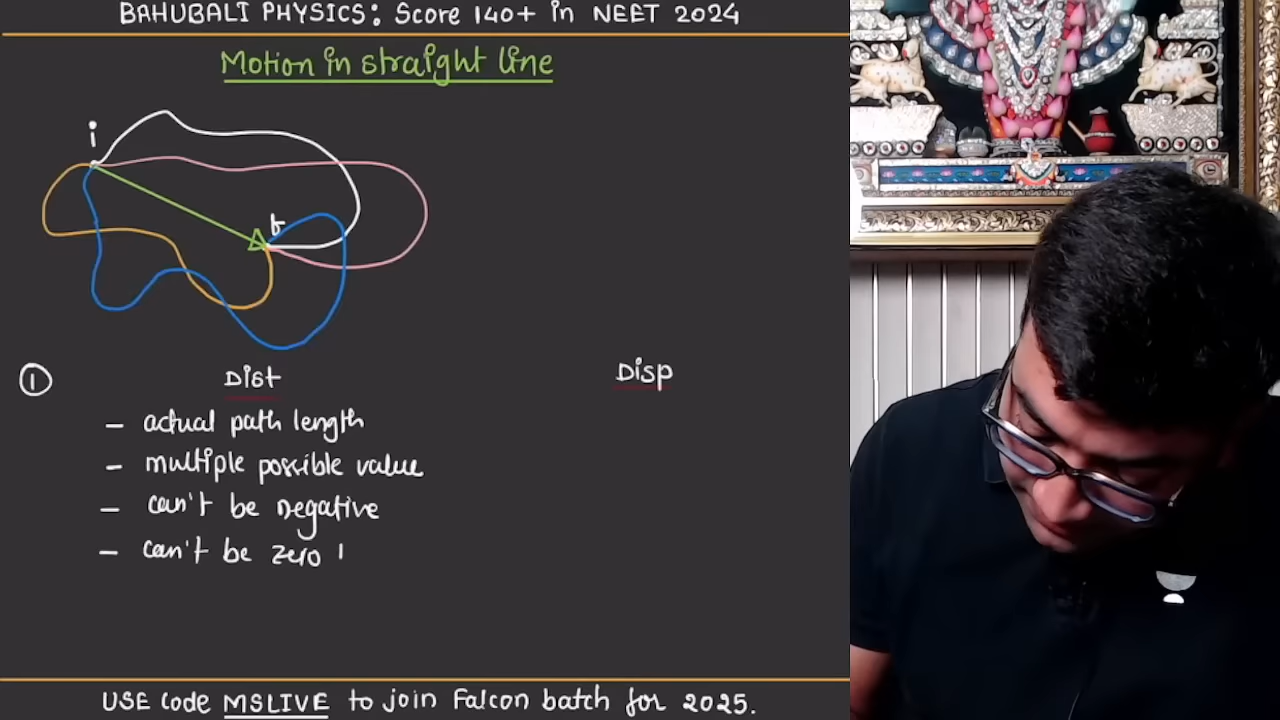 BAHUBALI PHYSICS: Score 140+ in NEET 2024
Motion in straight line
i
f
① Dist Disp
- actual path length
- multiple possible value
- can't be negative
- can't be zero
USE Code MSLIVE to join Falcon batch for 2025.